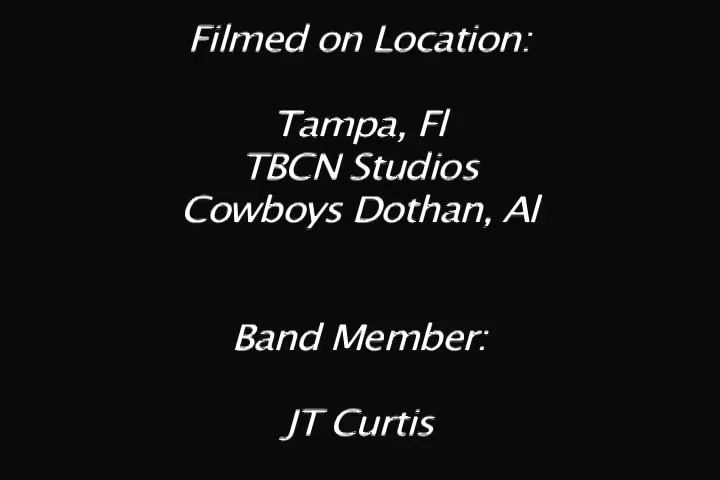 Filmed on Location:
Tampa, Fl
TBCN Studios
Cowboys Dothan, Al
Band Member:
JT Curtis